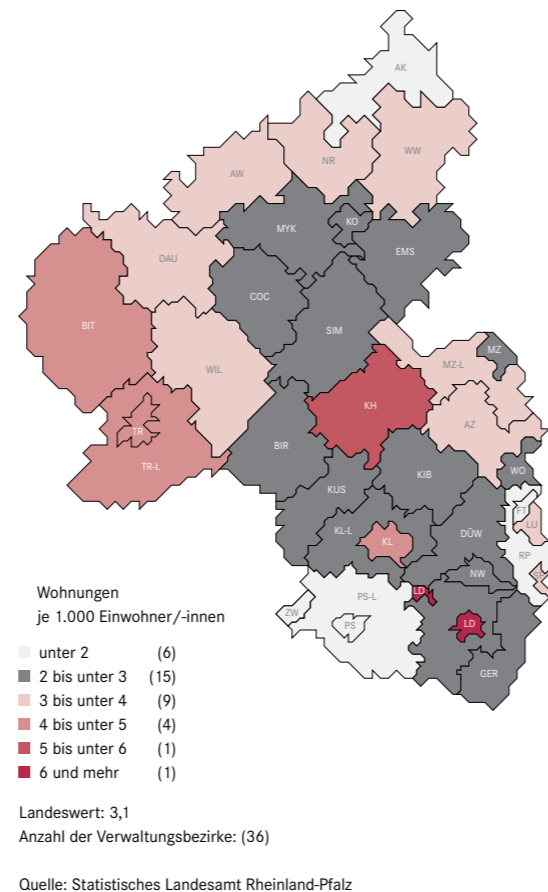 AK
NR
WW
AW
KO
MYK
EMS
DAU
COC
BIT
SIM
MZ
MZ-L
WIL
KH
AZ
TR
BIR
TR-L
WO
KIB
KUS
FT
LU
KL-L
KL
DÜW
RP
NW
SP
LD
PS-L
ZW
PS
LD
GER
Wohnungen
je 1.000 Einwohner/-innen
unter 2 (6)
2 bis unter 3 (15)
3 bis unter 4 (9)
4 bis unter 5 (4)
5 bis unter 6 (1)
6 und mehr (1)
Landeswert: 3,1
Anzahl der Verwaltungsbezirke: (36)
Quelle: Statistisches Landesamt Rheinland-Pfalz